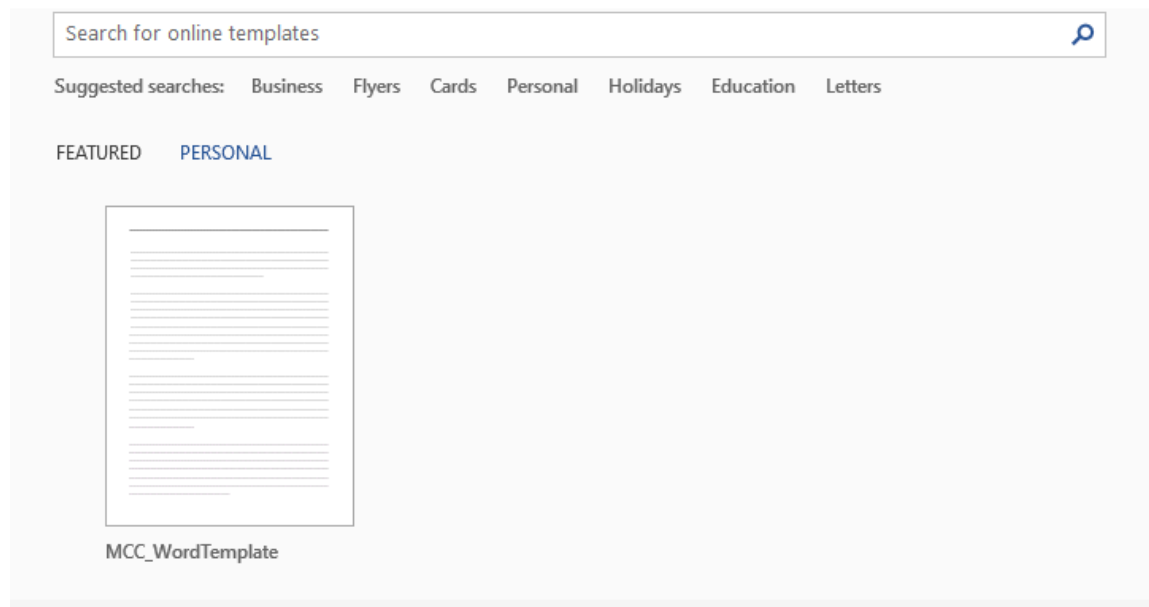 Search for online templates
Suggested searches: Business Flyers Cards Personal Holidays Education Letters
FEATURED PERSONAL
MCC_WordTemplate